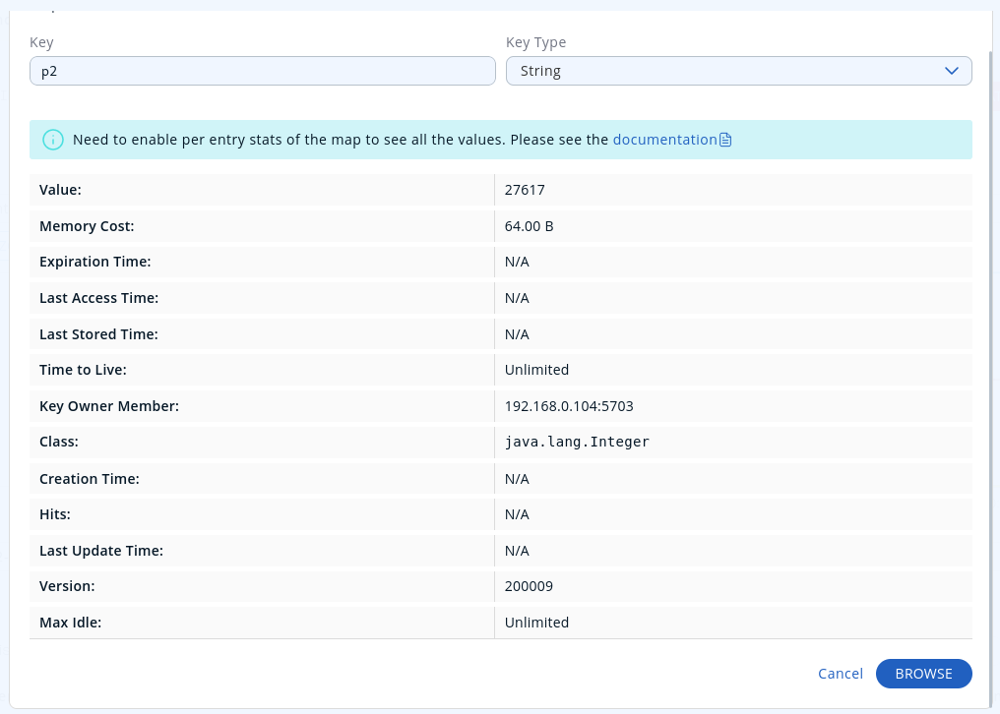 Key
Key Type
p2
String
Need to enable per entry stats of the map to see all the values. Please see the documentation
Value: 27617
Memory Cost: 64.00 B
Expiration Time: N/A
Last Access Time: N/A
Last Stored Time: N/A
Time to Live: Unlimited
Key Owner Member: 192.168.0.104:5703
Class: java.lang.Integer
Creation Time: N/A
Hits: N/A
Last Update Time: N/A
Version: 200009
Max Idle: Unlimited
Cancel
BROWSE